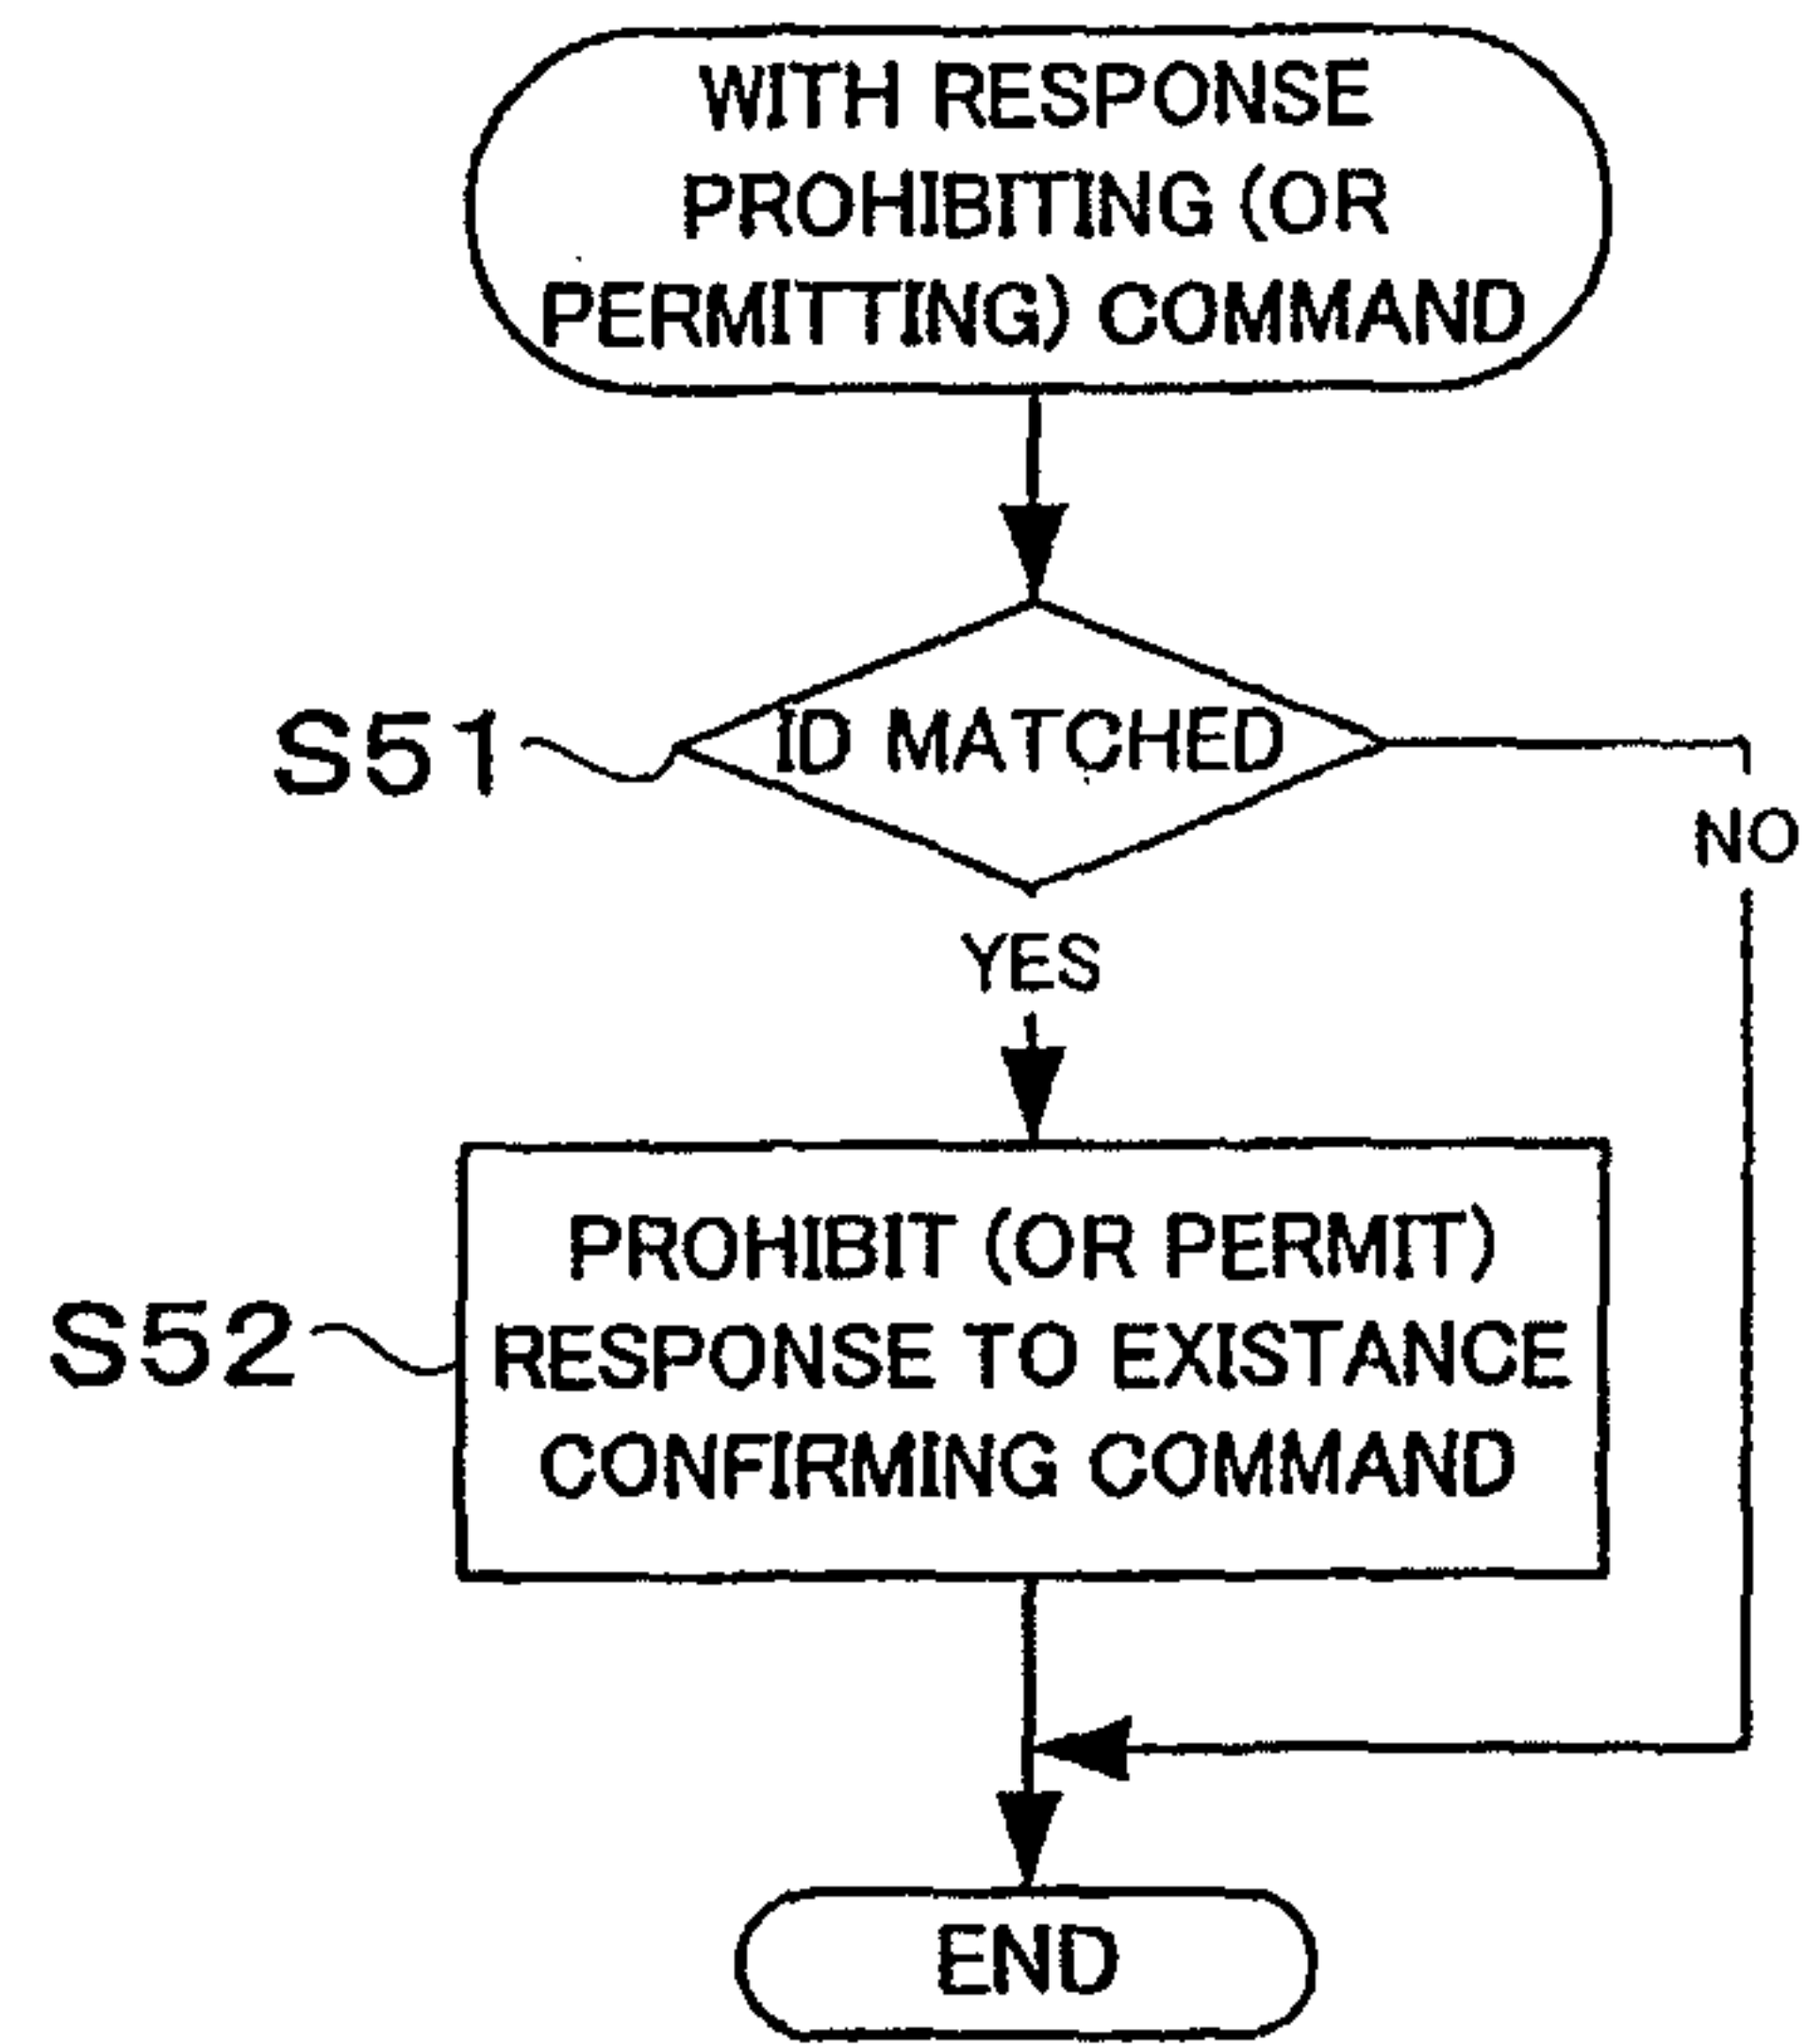 WITH RESPONSE
PROHIBITING (OR
PERMITTING) COMMAND
S51
ID MATCHED
NO
YES
PROHIBIT (OR PERMIT)
S52
RESPONSE TO EXISTANCE
CONFIRMING COMMAND
END